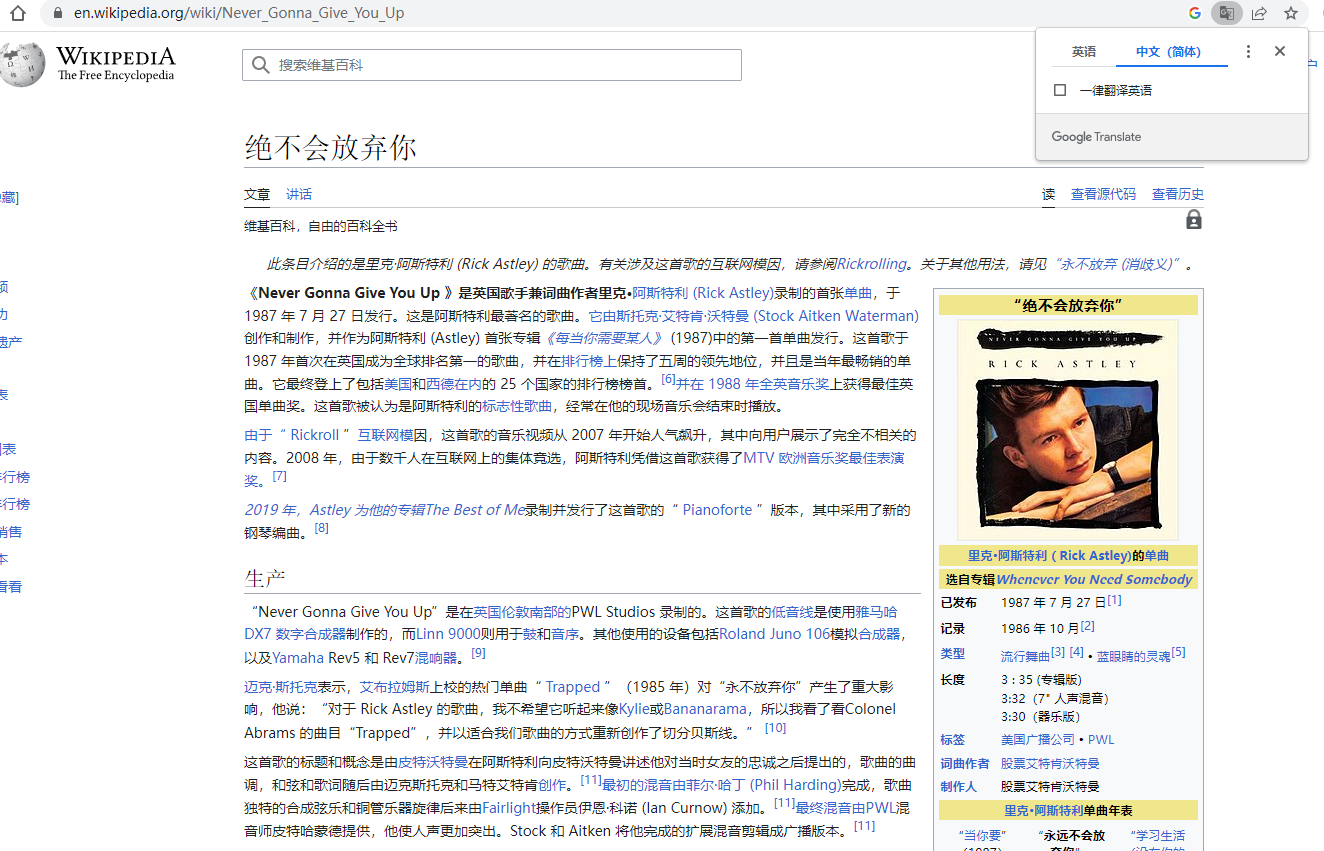 en.wikipedia.org/wiki/Never_Gonna_Give_You_Up
英语 中文（简体）
一律翻译英语
Google Translate
WIKIPEDIA
The Free Encyclopedia
搜索维基百科
绝不会放弃你
文章 讲话 读 查看源代码 查看历史
维基百科，自由的百科全书
此条目介绍的是里克·阿斯特利 (Rick Astley) 的歌曲。有关涉及这首歌的互联网模因，请参阅Rickrolling。关于其他用法，请见“永不放弃 (消歧义)”。
《Never Gonna Give You Up 》是英国歌手兼词曲作者里克•阿斯特利 (Rick Astley)录制的首张单曲，于
1987 年 7 月 27 日发行。这是阿斯特利最著名的歌曲。它由斯托克·艾特肯·沃特曼 (Stock Aitken Waterman)
创作和制作，并作为阿斯特利 (Astley) 首张专辑《每当你需要某人》 (1987)中的第一首单曲发行。这首歌于
1987 年首次在英国成为全球排名第一的歌曲，并在排行榜上保持了五周的领先地位，并且是当年最畅销的单
曲。它最终登上了包括美国和西德在内的 25 个国家的排行榜榜首。[6]并在 1988 年全英音乐奖上获得最佳英
国单曲奖。这首歌被认为是阿斯特利的标志性歌曲，经常在他的现场音乐会结束时播放。
由于“ Rickroll ”互联网模因，这首歌的音乐视频从 2007 年开始人气飙升，其中向用户展示了完全不相关的
内容。2008 年，由于数千人在互联网上的集体竞选，阿斯特利凭借这首歌获得了MTV 欧洲音乐奖最佳表演
奖。[7]
2019 年，Astley 为他的专辑The Best of Me录制并发行了这首歌的“ Pianoforte ”版本，其中采用了新的
钢琴编曲。[8]
生产
“Never Gonna Give You Up”是在英国伦敦南部的PWL Studios 录制的。这首歌的低音线是使用雅马哈
DX7 数字合成器制作的，而Linn 9000则用于鼓和音序。其他使用的设备包括Roland Juno 106模拟合成器，
以及Yamaha Rev5 和 Rev7混响器。[9]
迈克·斯托克表示，艾布拉姆斯上校的热门单曲“ Trapped ”（1985 年）对“永不放弃你”产生了重大影
响，他说：“对于 Rick Astley 的歌曲，我不希望它听起来像Kylie或Bananarama，所以我看了看Colonel
Abrams 的曲目“Trapped”，并以适合我们歌曲的方式重新创作了切分贝斯线。” [10]
这首歌的标题和概念是由皮特沃特曼在阿斯特利向皮特沃特曼讲述他对当时女友的忠诚之后提出的，歌曲的曲
调，和弦和歌词随后由迈克斯托克和马特艾特肯创作。[11]最初的混音由菲尔·哈丁 (Phil Harding)完成，歌曲
独特的合成弦乐和铜管乐器旋律后来由Fairlight操作员伊恩·科诺 (Ian Curnow) 添加。[11]最终混音由PWL混
音师皮特哈蒙德提供，他使人声更加突出。Stock 和 Aitken 将他完成的扩展混音剪辑成广播版本。[11]
“绝不会放弃你”
NEVER GONNA GIVE YOU UP
RICK ASTLEY
里克·阿斯特利 ( Rick Astley)的单曲
选自专辑Whenever You Need Somebody
已发布 1987 年 7 月 27 日[1]
记录 1986 年 10 月[2]
类型 流行舞曲[3] [4] • 蓝眼睛的灵魂[5]
长度 3：35 (专辑版)
3:32（7" 人声混音）
3:30（器乐版）
标签 美国广播公司 • PWL
词曲作者 股票艾特肯沃特曼
制作人 股票艾特肯沃特曼
里克·阿斯特利单曲年表
“当你要” “永远不会放 “学习生活
藏]
遗产
表
表
行榜
行榜
销售
本
看看